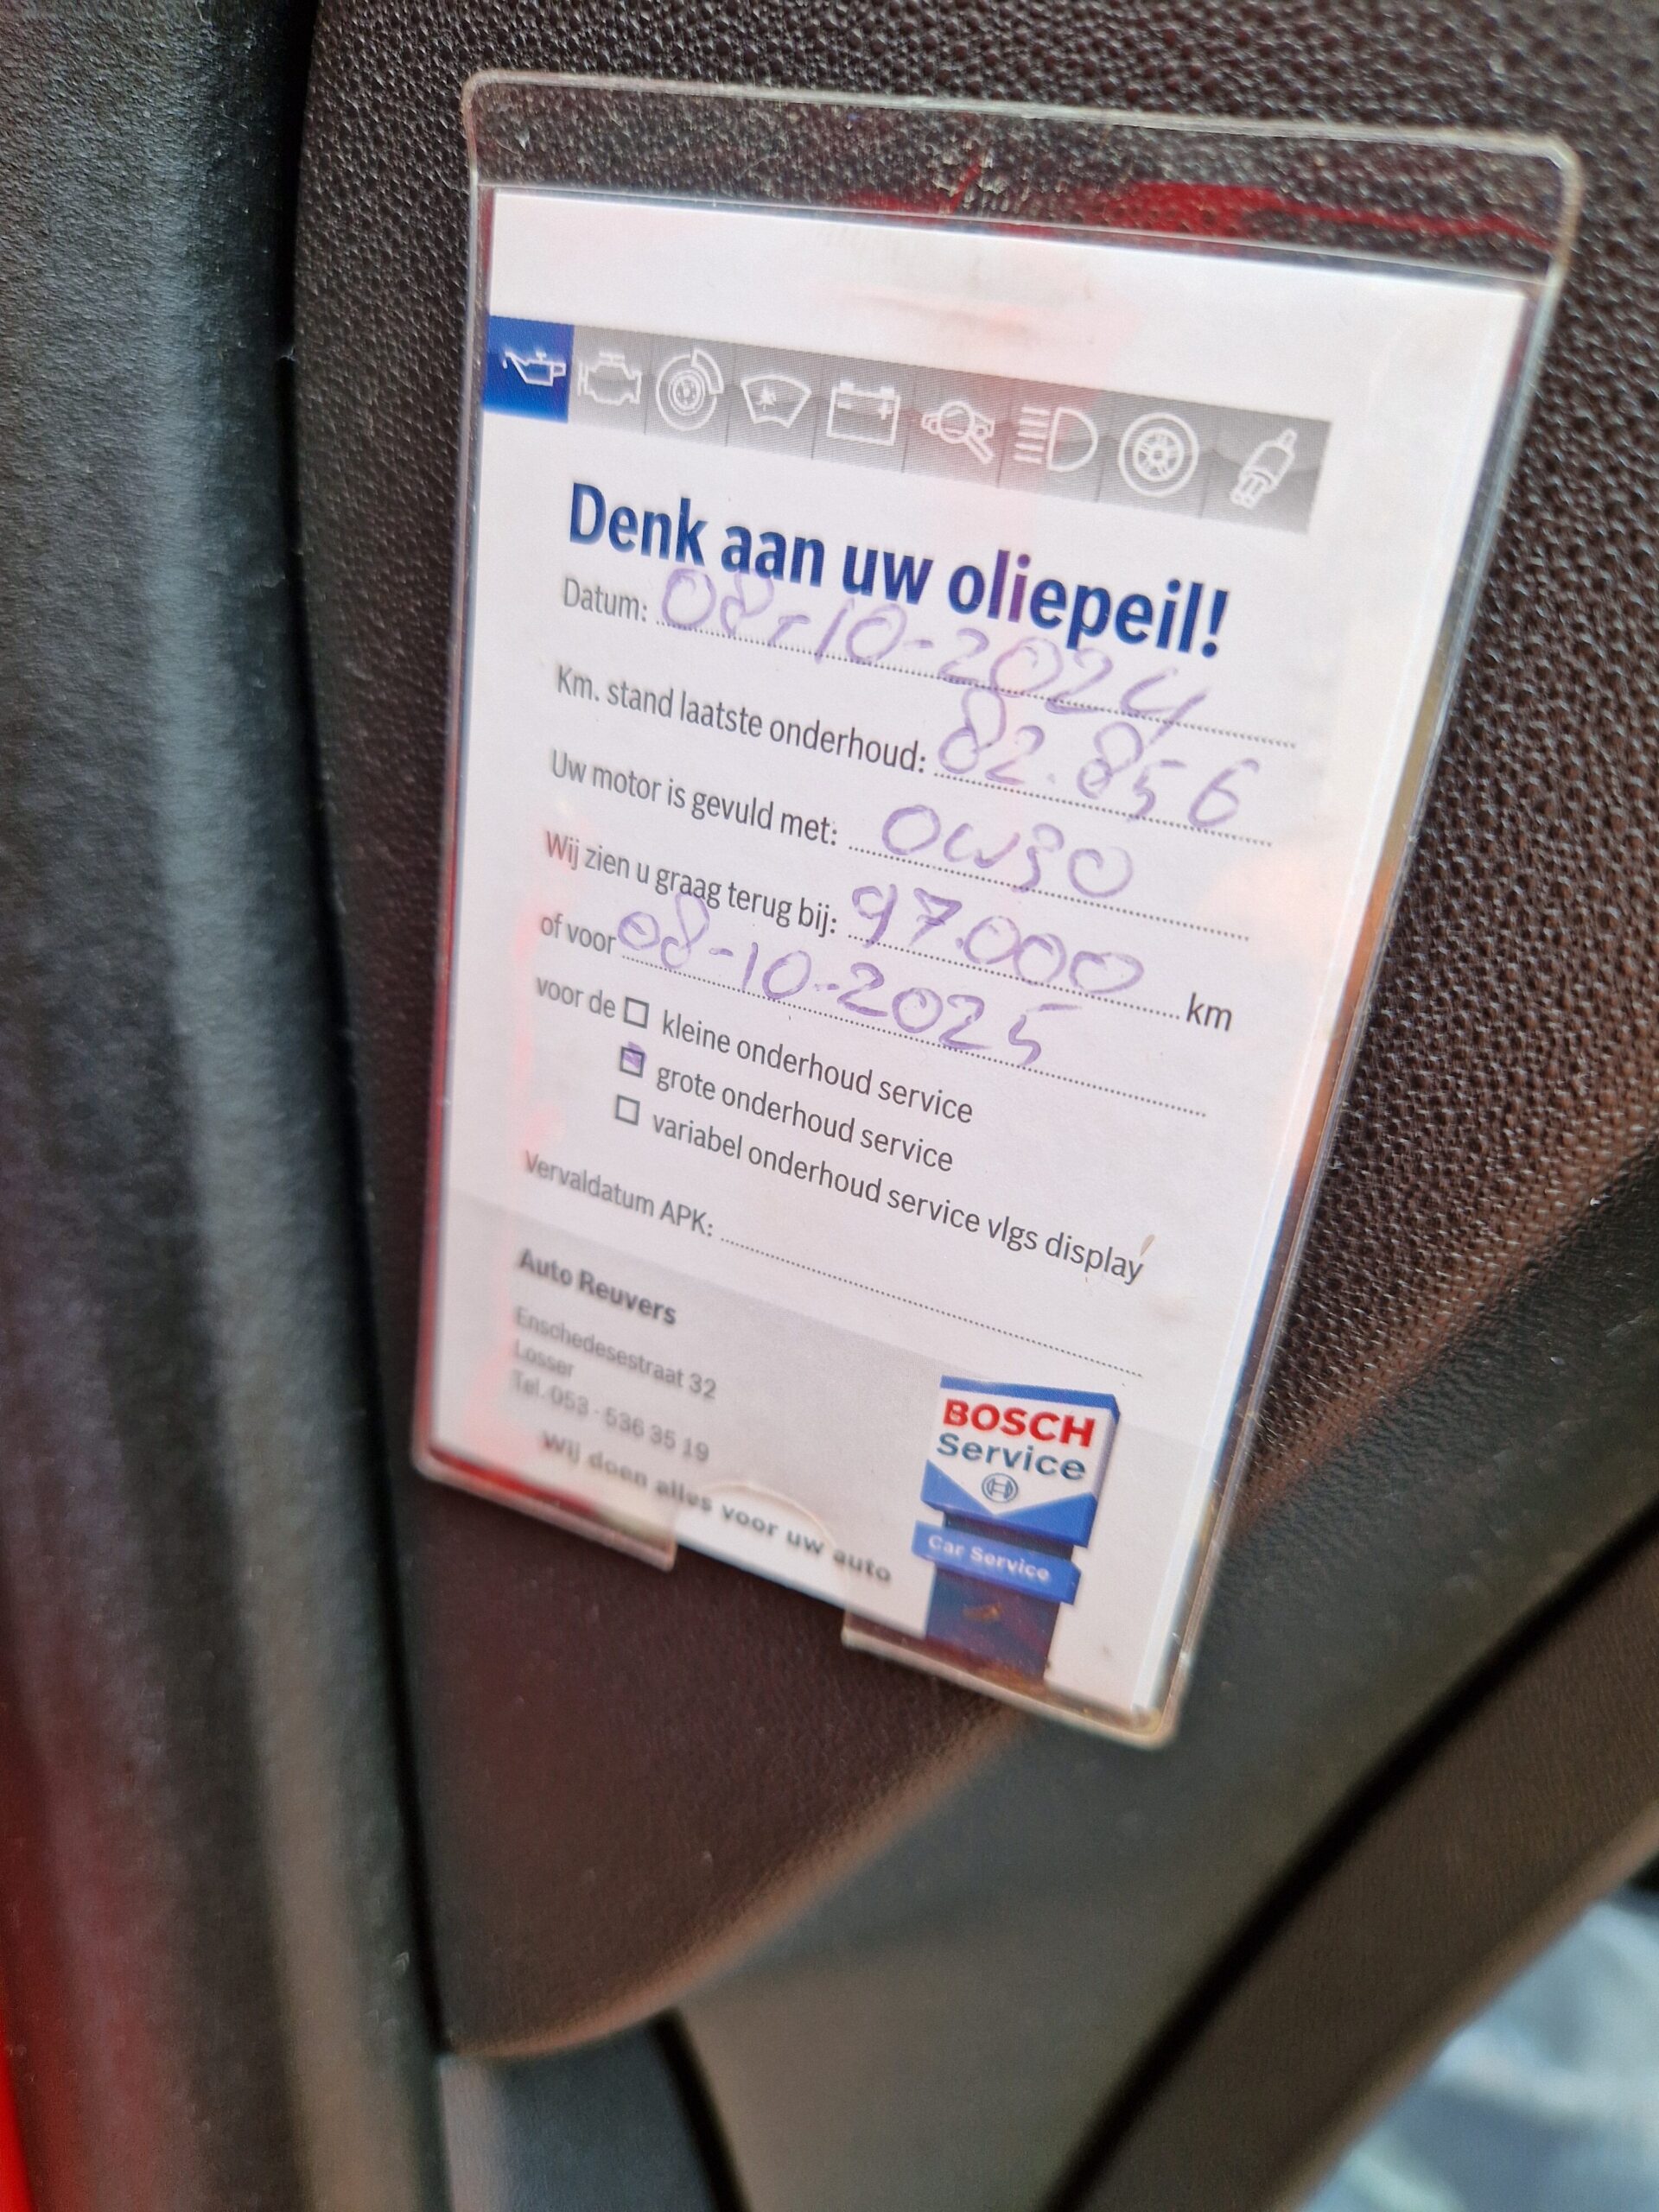 Denk aan uw oliepeil!
Datum: 08-10-2024
Km. stand laatste onderhoud: 82.856
Uw motor is gevuld met: 0W30
Wij zien u graag terug bij: 97.000 km
of voor 08-10-2025
voor de kleine onderhoud service
grote onderhoud service
variabel onderhoud service vlgs display
Vervaldatum APK:
Auto Reuvers
Enschedesestraat 32
Losser
Tel. 053 - 536 35 19
Wij doen alles voor uw auto
BOSCH
Service
Car Service